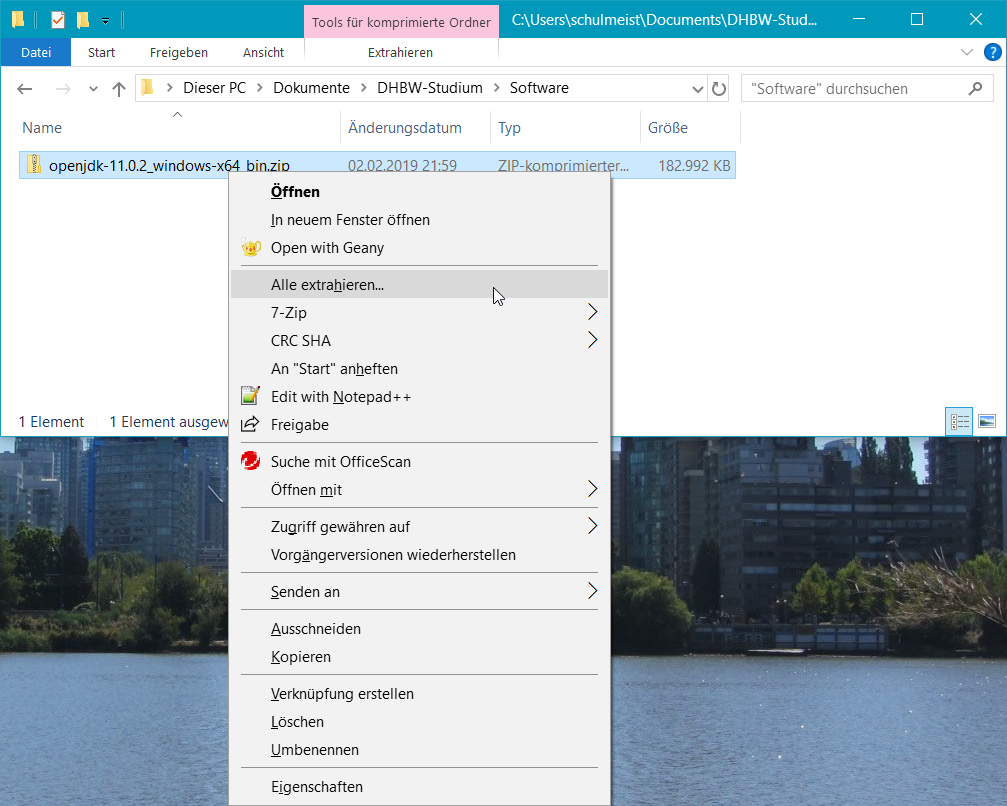 Tools für komprimierte Ordner
C:\Users\schulmeist\Documents\DHBW-Stud...
Datei
Start
Freigeben
Ansicht
Extrahieren
?
Dieser PC
Dokumente
DHBW-Studium
Software
"Software" durchsuchen
Name
Änderungsdatum
Typ
Größe
openjdk-11.0.2_windows-x64_bin.zip
02.02.2019 21:59
ZIP-komprimierter...
182.992 KB
Öffnen
In neuem Fenster öffnen
Open with Geany
Alle extrahieren...
7-Zip
CRC SHA
An "Start" anheften
Edit with Notepad++
Freigabe
Suche mit OfficeScan
Öffnen mit
Zugriff gewähren auf
Vorgängerversionen wiederherstellen
Senden an
Ausschneiden
Kopieren
Verknüpfung erstellen
Löschen
Umbenennen
Eigenschaften
1 Element
1 Element ausgew